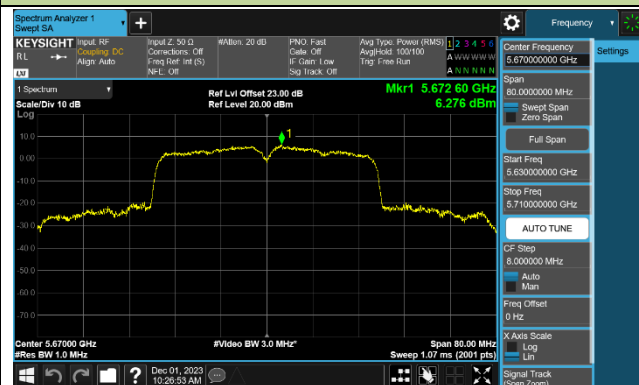 Spectrum Analyzer 1
Swept SA
Frequency
KEYSIGHT
RL
LXI
Input: RF
Coupling: DC
Align: Auto
Input Z: 50 Ω
Corrections: Off
Freq Ref: Int (S)
NFE: Off
#Atten: 20 dB
PNO: Fast
Gate: Off
IF Gain: Low
Sig Track: Off
Avg Type: Power (RMS)
Avg|Hold: 100/100
Trig: Free Run
1 2 3 4 5 6
A W W W W W
A N N N N N
1 Spectrum
Scale/Div 10 dB
Log
Ref Lvl Offset 23.00 dB
Ref Level 20.00 dBm
Mkr1 5.672 60 GHz
6.276 dBm
1
10.0
0.00
-10.0
-20.0
-30.0
-40.0
-50.0
-60.0
-70.0
Center 5.67000 GHz
#Res BW 1.0 MHz
#Video BW 3.0 MHz*
Span 80.00 MHz
Sweep 1.07 ms (2001 pts)
Dec 01, 2023
10:26:53 AM
Center Frequency
5.670000000 GHz
Settings
Span
80.0000000 MHz
Swept Span
Zero Span
Full Span
Start Freq
5.630000000 GHz
Stop Freq
5.710000000 GHz
AUTO TUNE
CF Step
8.000000 MHz
Auto
Man
Freq Offset
0 Hz
X Axis Scale
Log
Lin
Signal Track
(Span Zoom)